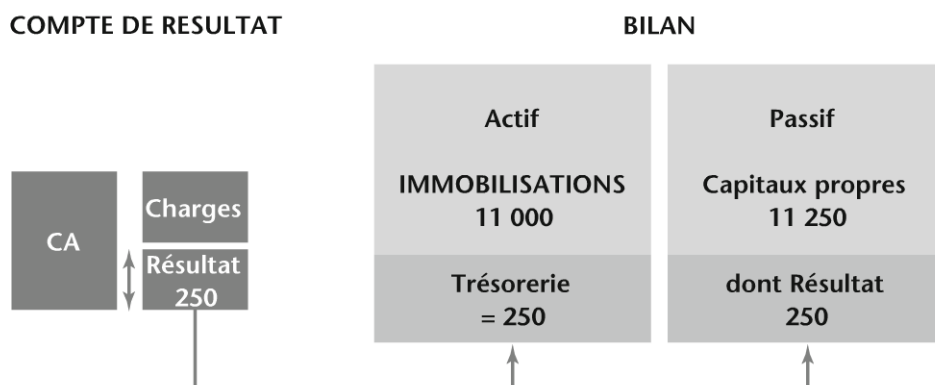 COMPTE DE RESULTAT
BILAN
CA
Charges
Résultat
250
Actif
IMMOBILISATIONS
11 000
Trésorerie
= 250
Passif
Capitaux propres
11 250
dont Résultat
250